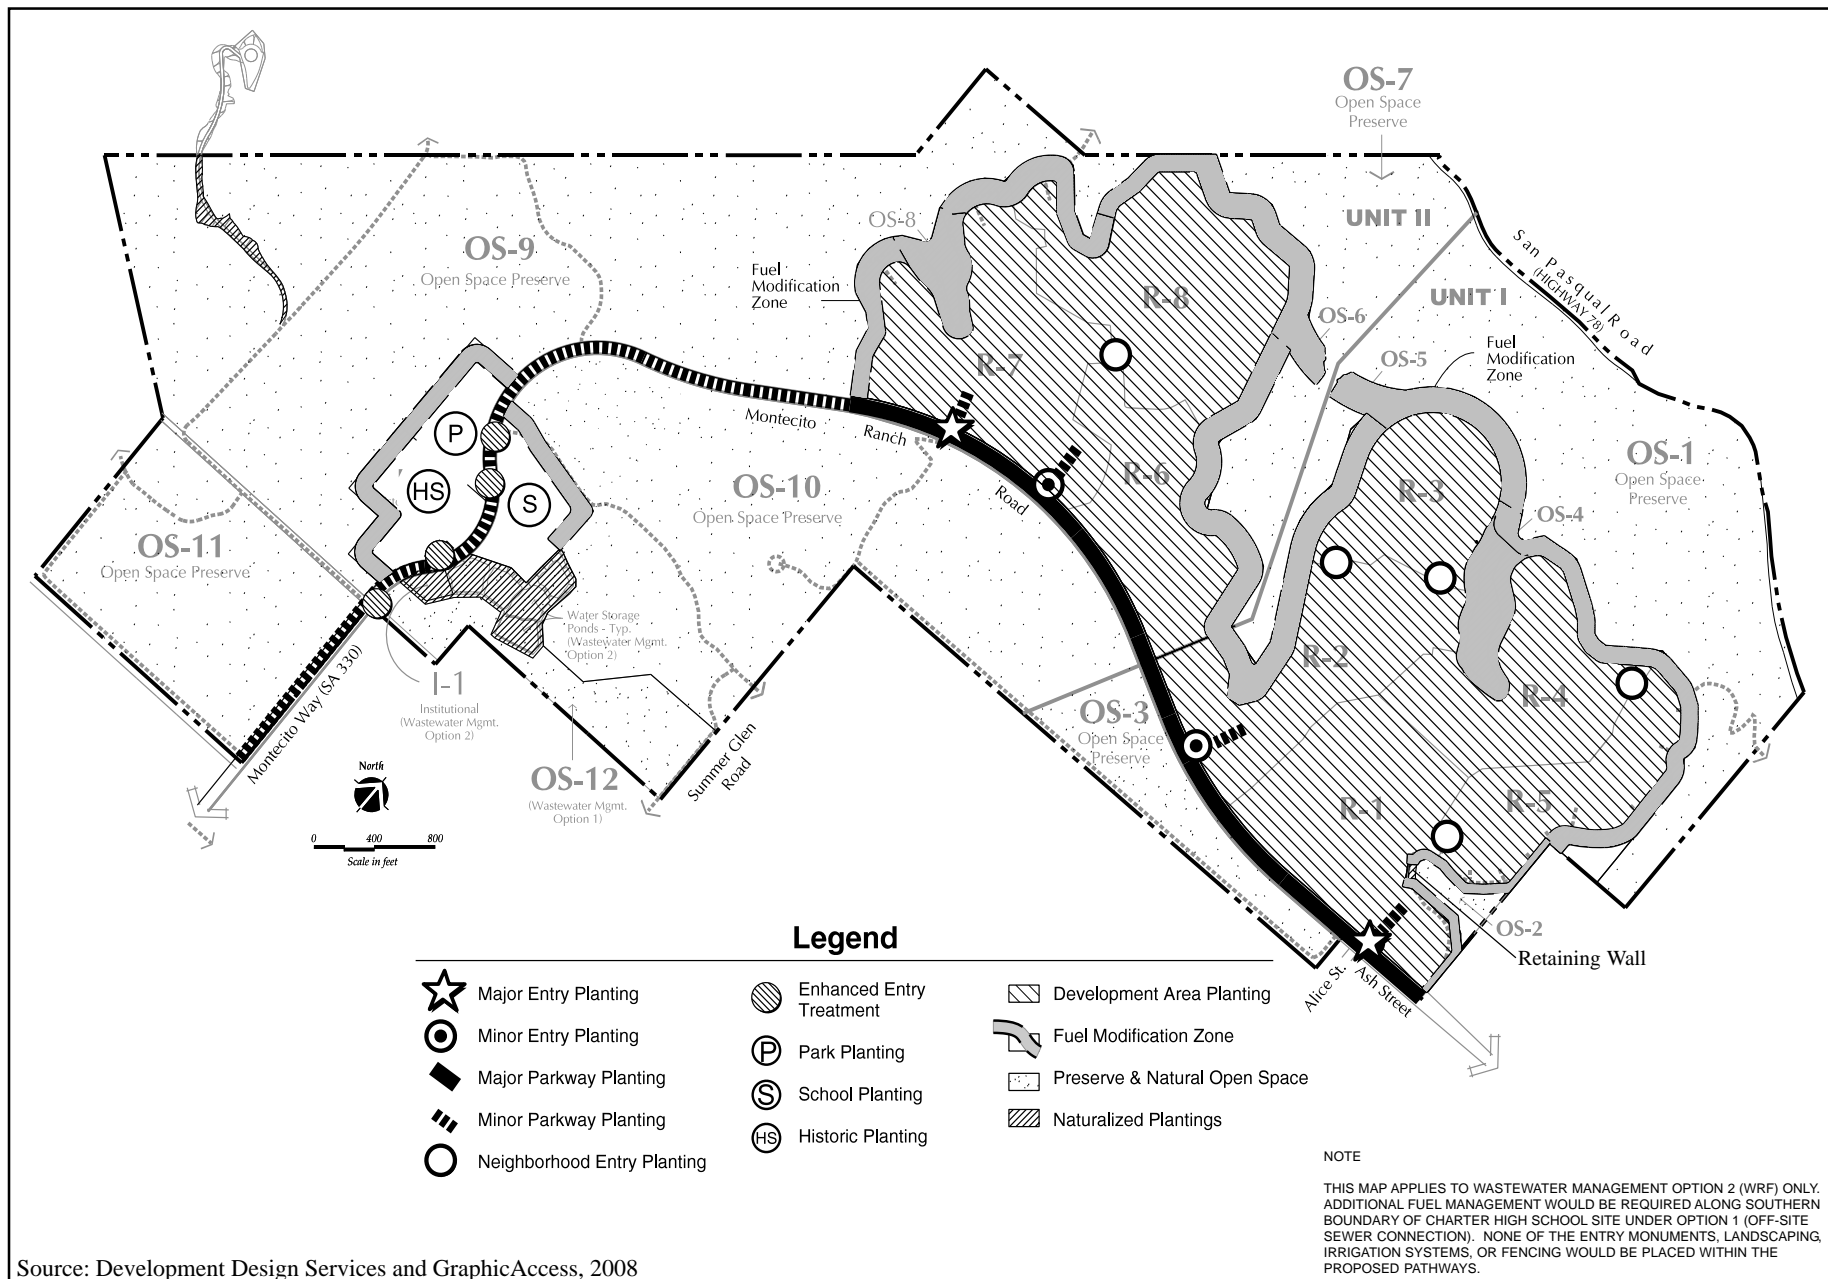 OS-7
Open Space
Preserve
UNIT II
UNIT I
San Pasqual Road
(HIGHWAY 78)
OS-8
OS-9
Open Space Preserve
Fuel
Modification
Zone
R-8
OS-6
OS-5
Fuel
Modification
Zone
R-7
Montecito
Ranch
Road
P
HS
S
OS-10
Open Space Preserve
R-6
R-3
OS-1
Open Space
Preserve
OS-4
OS-11
Open Space Preserve
Water Storage
Ponds - Typ.
(Wastewater Mgmt.
Option 2)
I-1
Institutional
(Wastewater Mgmt.
Option 2)
Montecito Way (SA 330)
R-2
R-4
OS-3
Open Space
Preserve
OS-12
(Wastewater Mgmt.
Option 1)
Summer Glen
Road
R-1
R-5
North
0 400 800
Scale in feet
OS-2
Retaining Wall
Alice St.
Ash Street
Legend
Major Entry Planting
Minor Entry Planting
Major Parkway Planting
Minor Parkway Planting
Neighborhood Entry Planting
Enhanced Entry
Treatment
P Park Planting
S School Planting
HS Historic Planting
Development Area Planting
Fuel Modification Zone
Preserve & Natural Open Space
Naturalized Plantings
NOTE
THIS MAP APPLIES TO WASTEWATER MANAGEMENT OPTION 2 (WRF) ONLY.
ADDITIONAL FUEL MANAGEMENT WOULD BE REQUIRED ALONG SOUTHERN
BOUNDARY OF CHARTER HIGH SCHOOL SITE UNDER OPTION 1 (OFF-SITE
SEWER CONNECTION). NONE OF THE ENTRY MONUMENTS, LANDSCAPING,
IRRIGATION SYSTEMS, OR FENCING WOULD BE PLACED WITHIN THE
PROPOSED PATHWAYS.
Source: Development Design Services and GraphicAccess, 2008